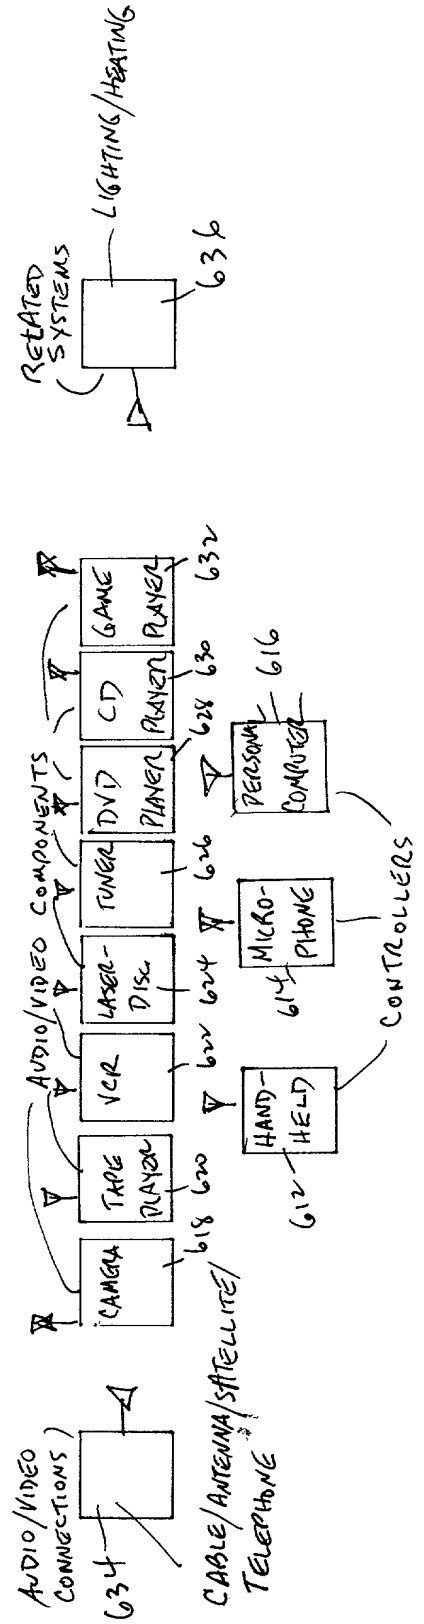 AUDIO/VIDEO
CONNECTIONS
634
CABLE/ANTENNA/SATELLITE/
TELEPHONE
AUDIO/VIDEO COMPONENTS
CAMERA
618
TAPE
PLAYER
620
VCR
622
LASER-
DISC
624
TUNER
626
DVD
PLAYER
628
CD
PLAYER
630
GAME
PLAYER
632
HAND-
HELD
612
MICRO-
PHONE
614
PERSONAL
COMPUTER
616
CONTROLLERS
RELATED
SYSTEMS
LIGHTING/HEATING
636